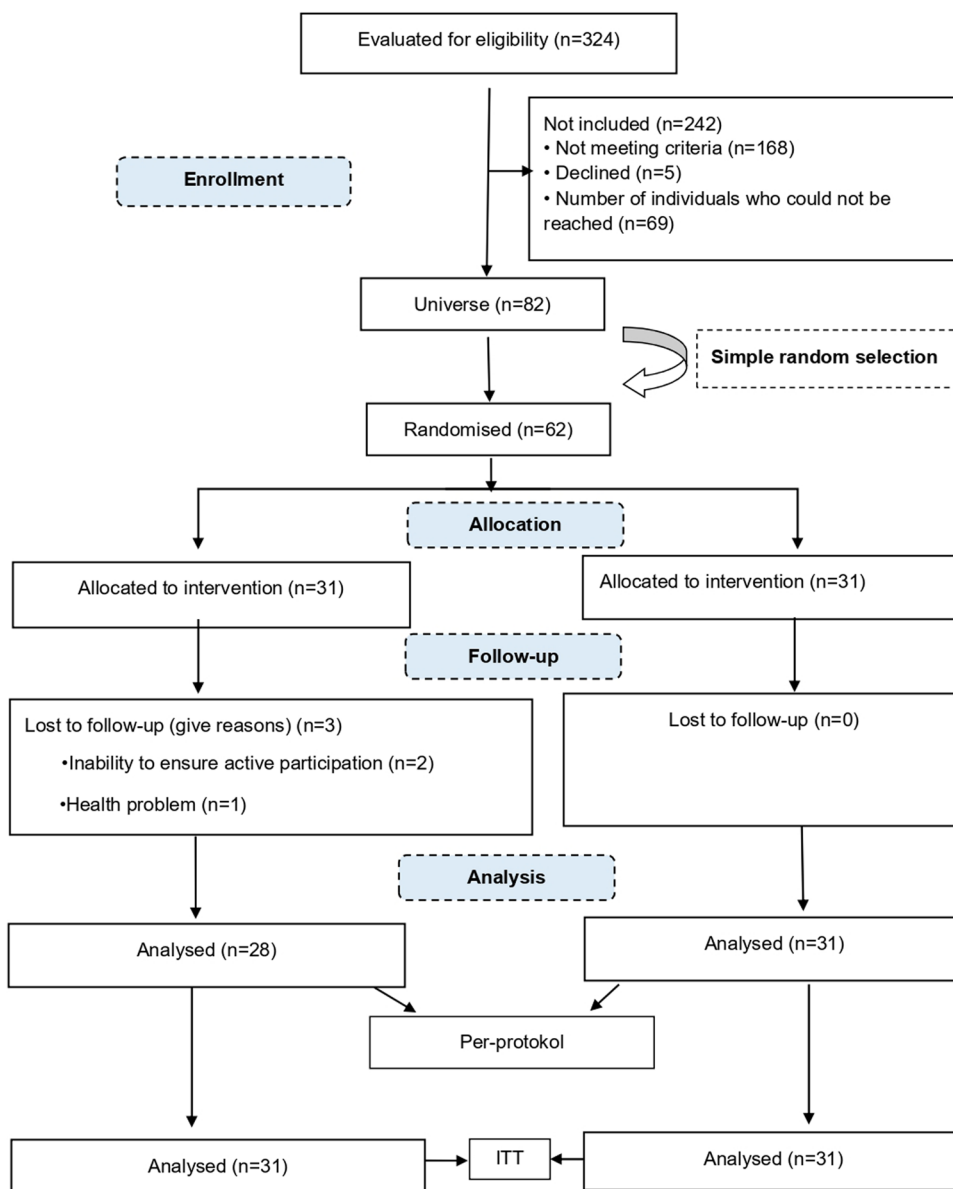 Evaluated for eligibility (n=324)
Not included (n=242)
• Not meeting criteria (n=168)
• Declined (n=5)
• Number of individuals who could not be
reached (n=69)
Enrollment
Universe (n=82)
Simple random selection
Randomised (n=62)
Allocation
Allocated to intervention (n=31)
Allocated to intervention (n=31)
Follow-up
Lost to follow-up (give reasons) (n=3)
•Inability to ensure active participation (n=2)
•Health problem (n=1)
Lost to follow-up (n=0)
Analysis
Analysed (n=28)
Analysed (n=31)
Per-protokol
Analysed (n=31)
ITT
Analysed (n=31)